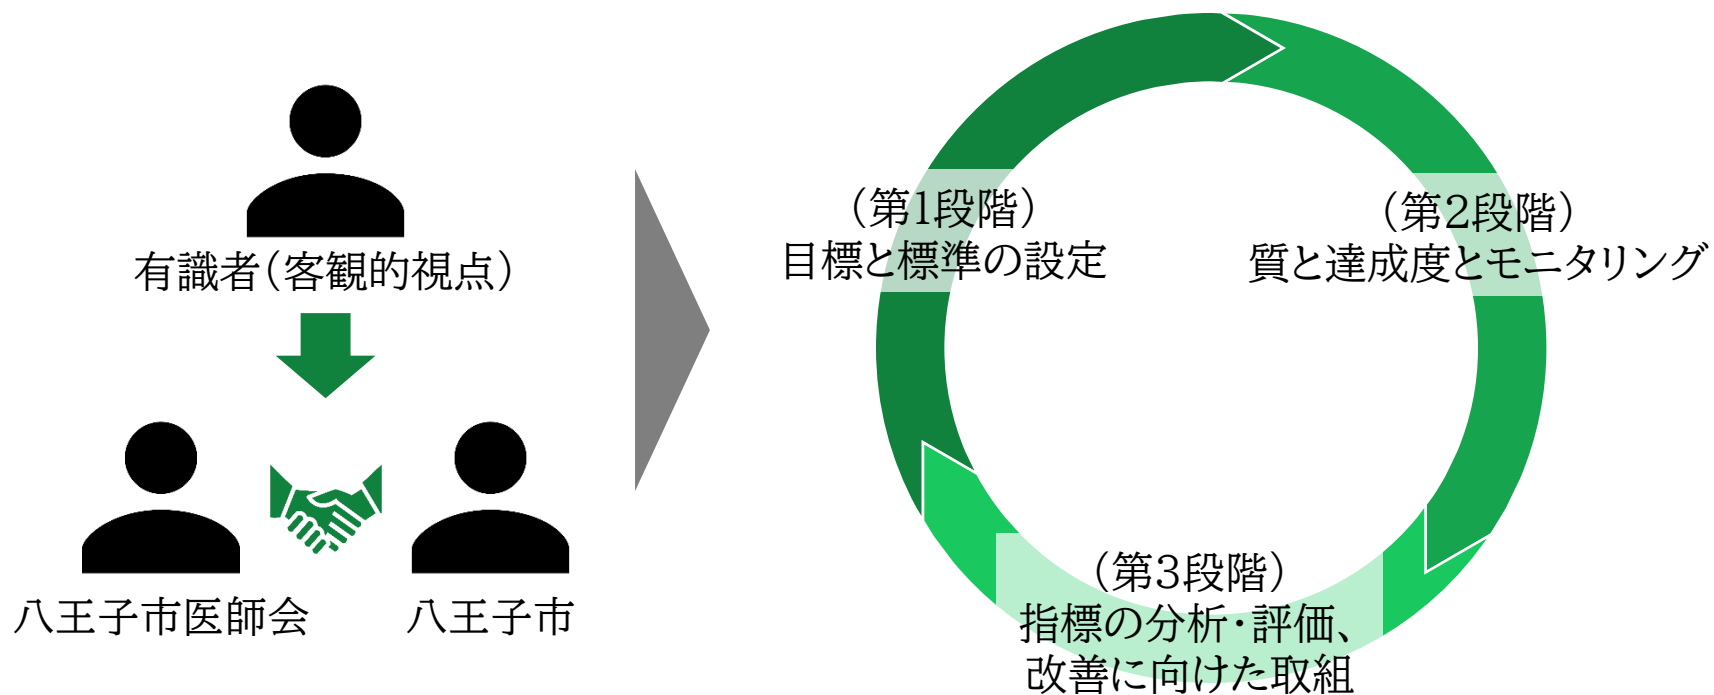 有識者（客観的視点）
八王子市医師会
八王子市
（第1段階）
目標と標準の設定
（第2段階）
質と達成度とモニタリング
（第3段階）
指標の分析・評価、
改善に向けた取組